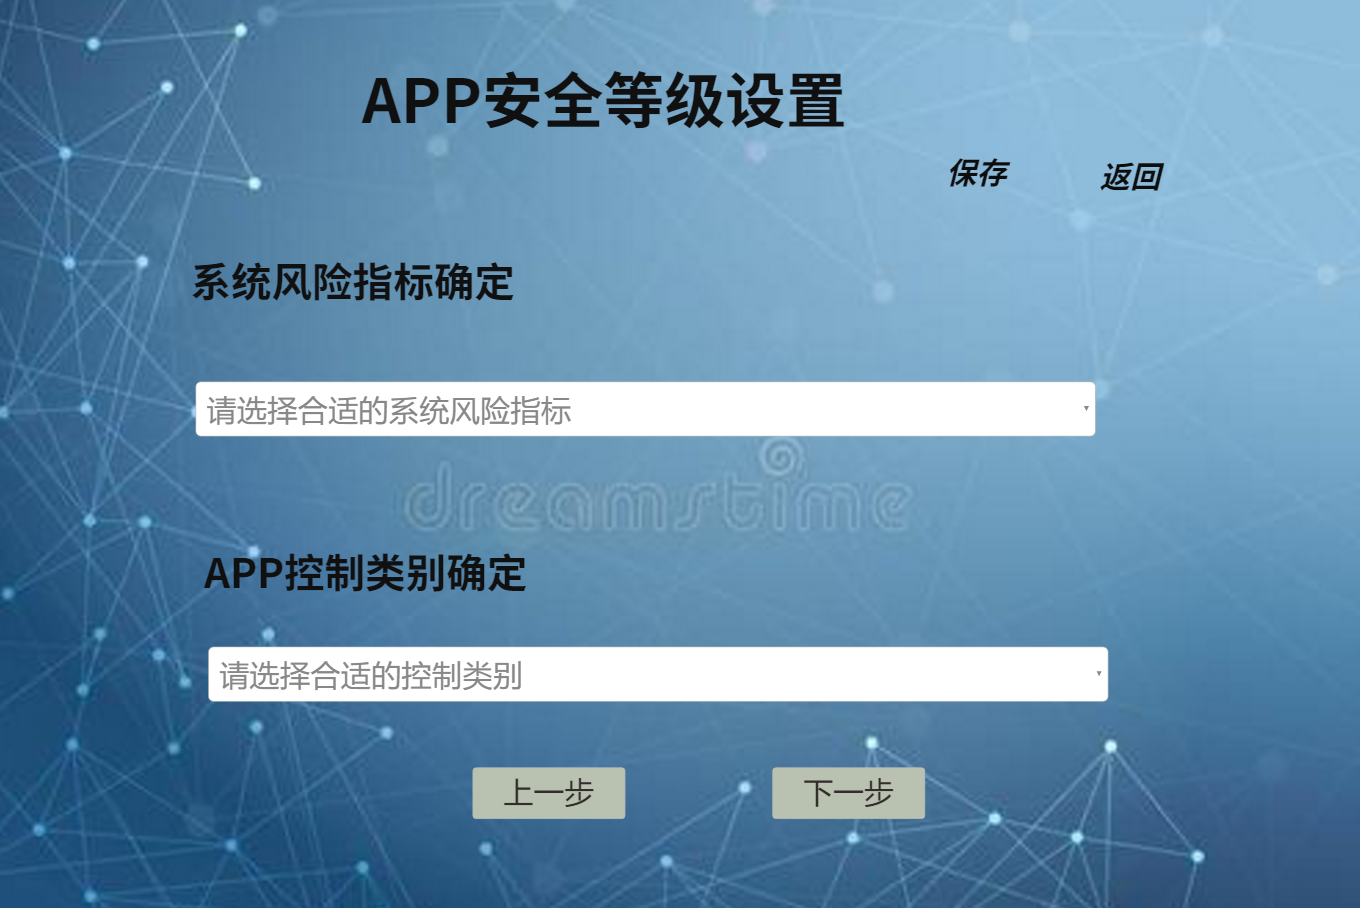 APP安全等级设置
保存
返回
系统风险指标确定
请选择合适的系统风险指标
dreamstime
APP控制类别确定
请选择合适的控制类别
上一步
下一步